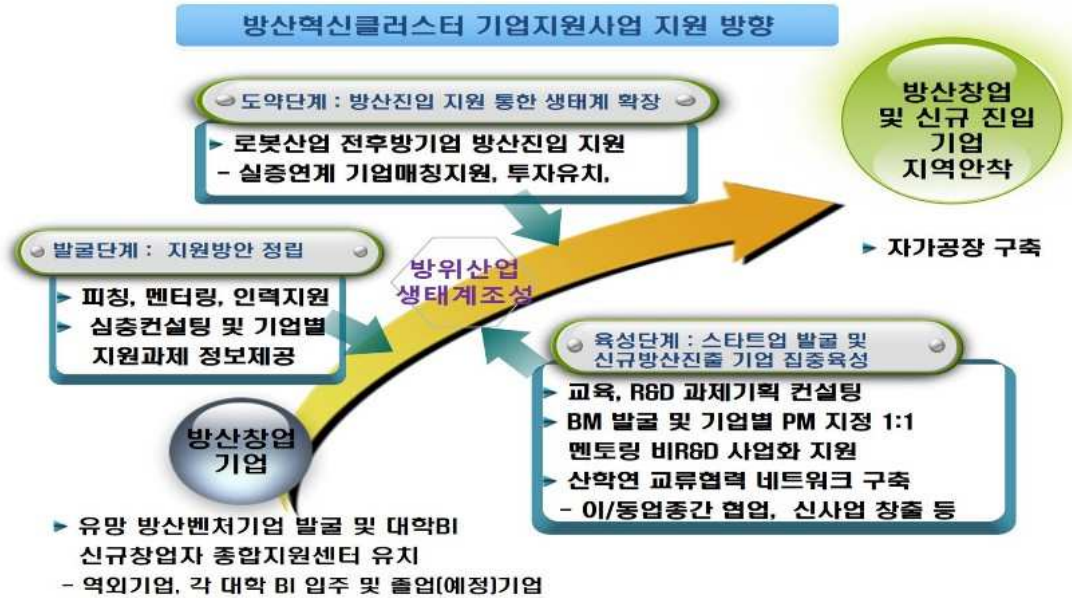 방산혁신클러스터 기업지원사업 지원 방향
도약단계 : 방산진입 지원 통한 생태계 확장
로봇산업 전후방기업 방산진입 지원
- 실증연계 기업매칭지원, 투자유치,
방산창업
및 신규 진입
기업
지역안착
자가공장 구축
발굴단계 : 지원방안 정립
피칭, 멘터링, 인력지원
심층컨설팅 및 기업별
지원과제 정보제공
방위산업
생태계조성
육성단계 : 스타트업 발굴 및
신규방산진출 기업 집중육성
교육, R&D 과제기획 컨설팅
BM 발굴 및 기업별 PM 지정 1:1
멘토링 비R&D 사업화 지원
산학연 교류협력 네트워크 구축
- 이/동업종간 협업, 신사업 창출 등
방산창업
기업
유망 방산벤처기업 발굴 및 대학BI
신규창업자 종합지원센터 유치
- 역외기업, 각 대학 BI 입주 및 졸업(예정)기업